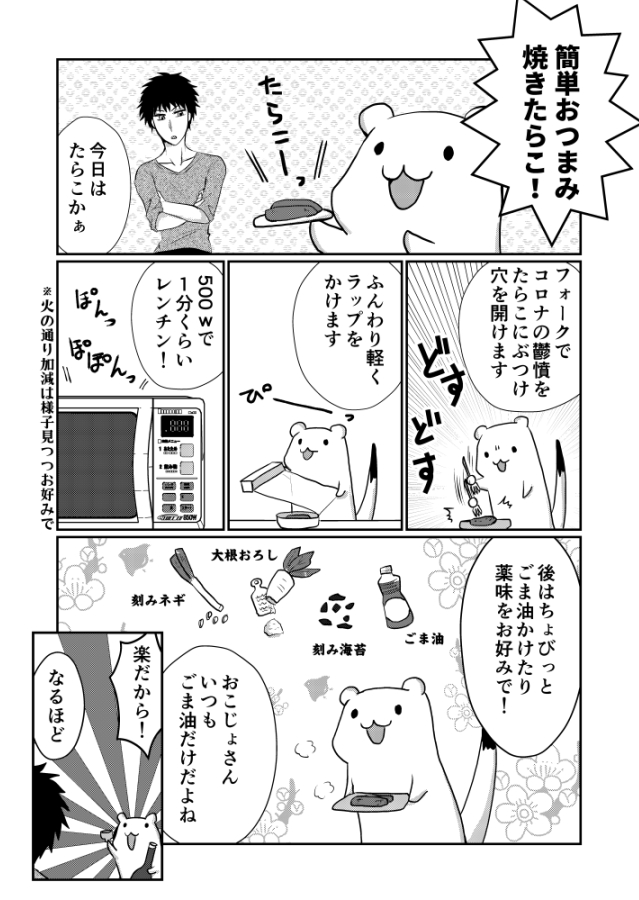 簡単おつまみ
焼きたらこ！
たらこーっ
今日は
たらこかぁ
フォークで
コロナの鬱憤を
たらこにぶつけ
穴を開けます
どす
どす
ふんわり軽く
ラップを
かけます
ぴーーーっ
500wで
1分くらい
レンチン！
ぽんっ
ぽぽんっ
※火の通り加減は様子見つつお好みで
後はちょびっと
ごま油かけたり
薬味をお好みで！
大根おろし
刻みネギ
刻み海苔
ごま油
おこじょさん
いつも
ごま油だけだよね
楽だから！
なるほど